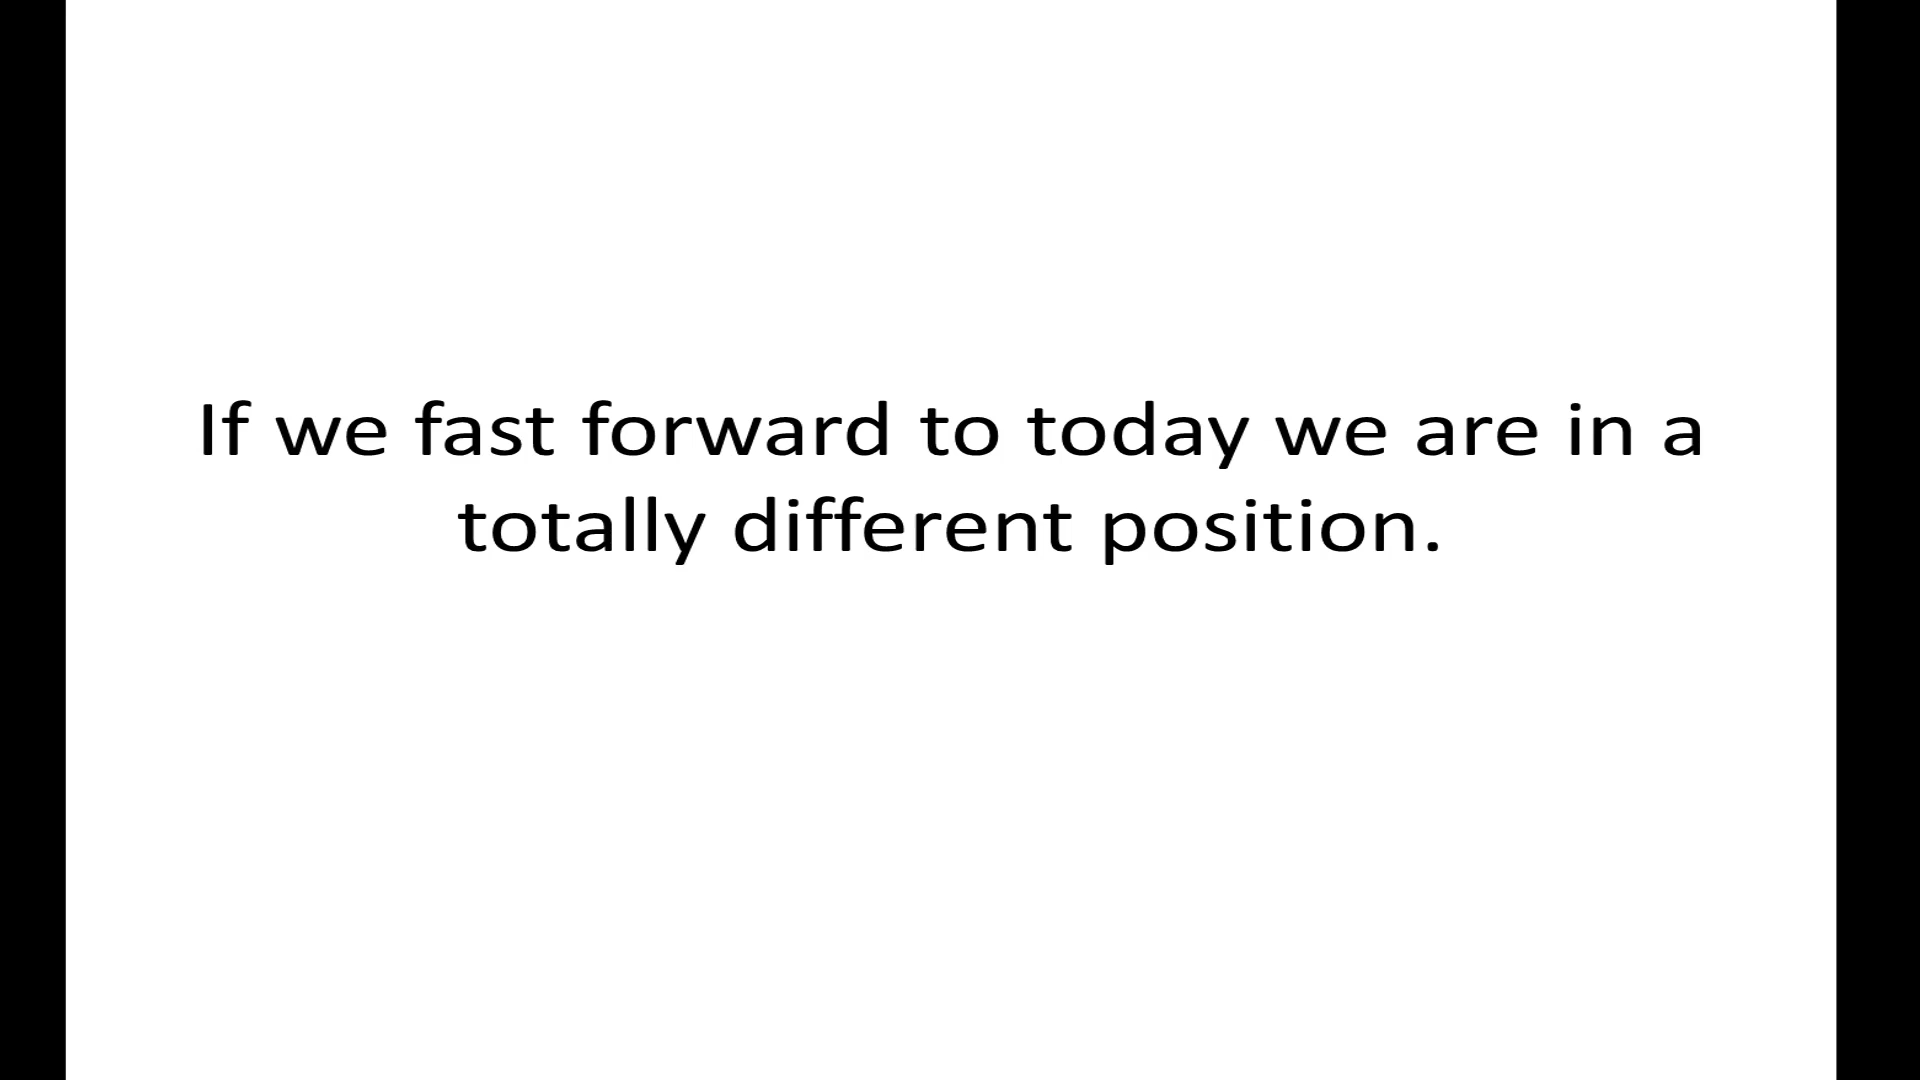 If we fast forward to today we are in a
totally different position.